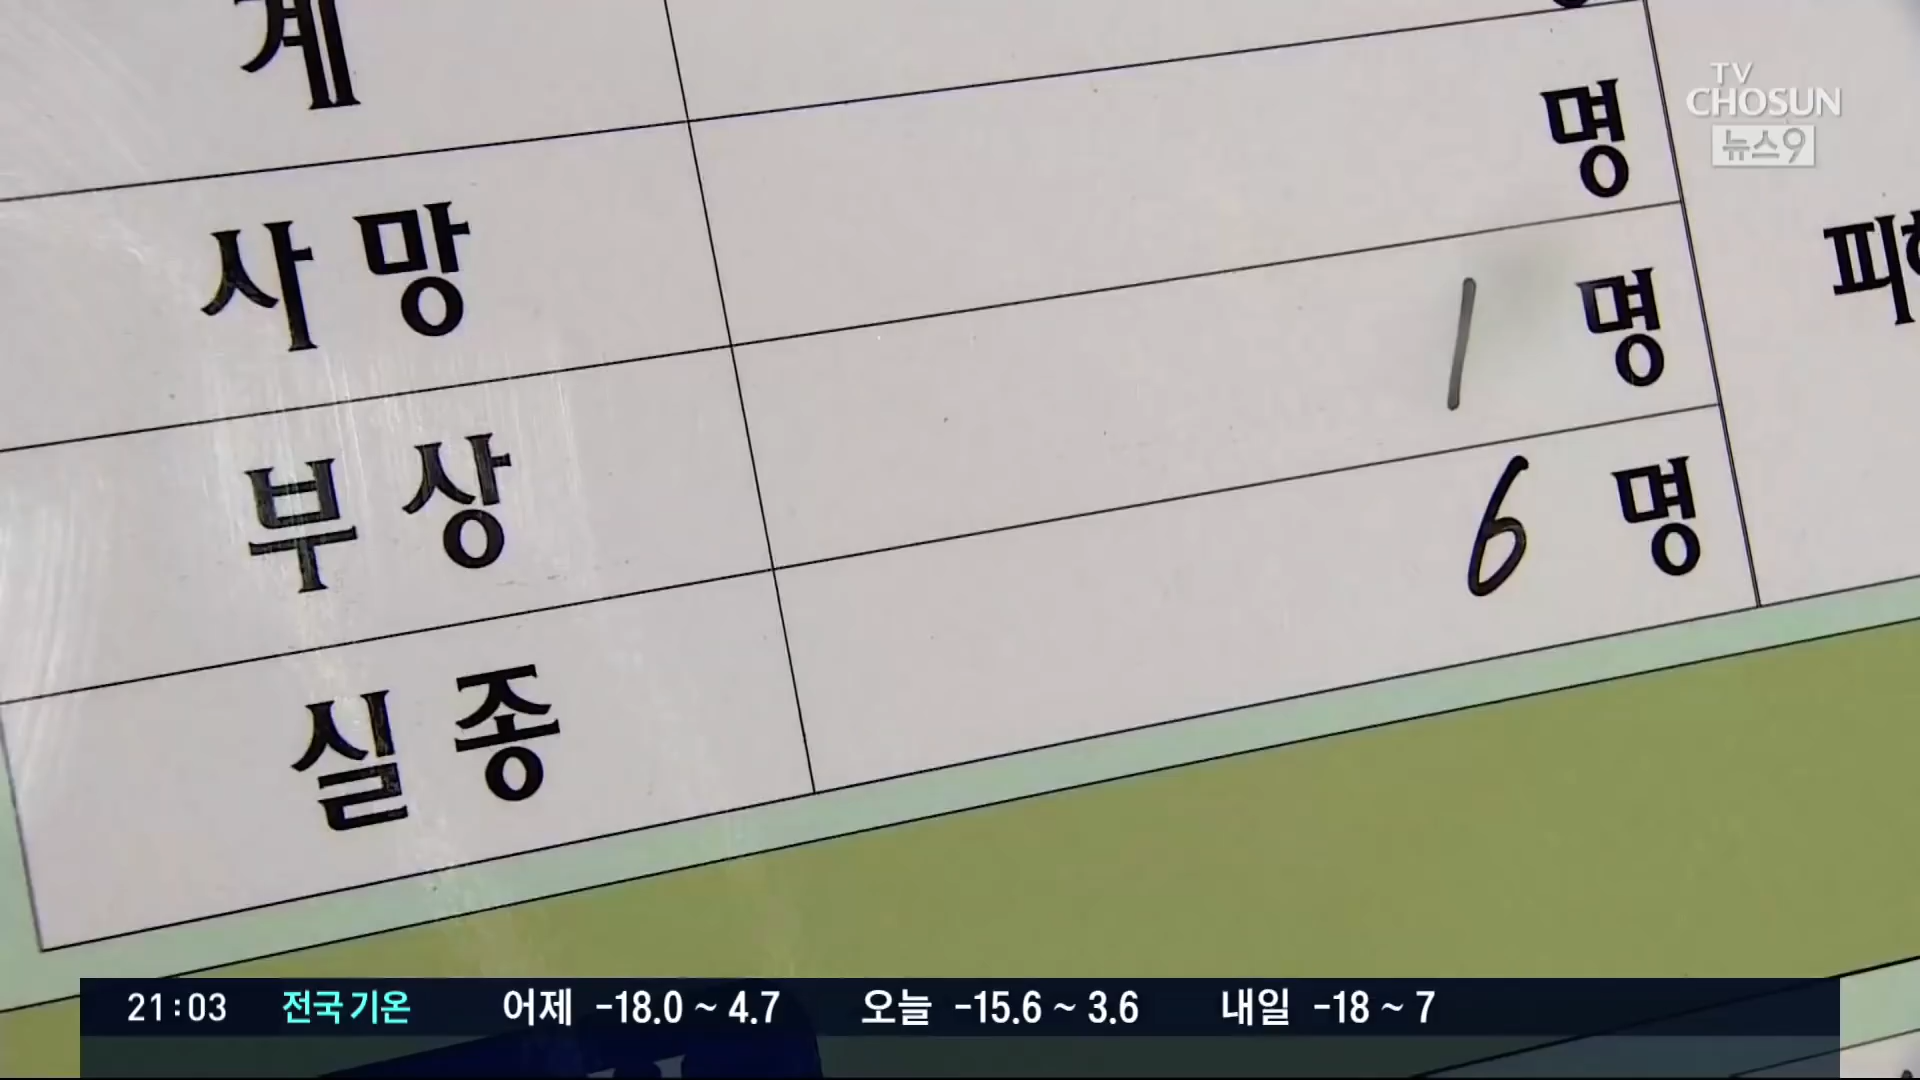 계
사망 명
부상 1 명
실종 6 명
피
TV
CHOSUN
뉴스9
21:03 전국 기온 어제 -18.0 ~ 4.7 오늘 -15.6 ~ 3.6 내일 -18 ~ 7